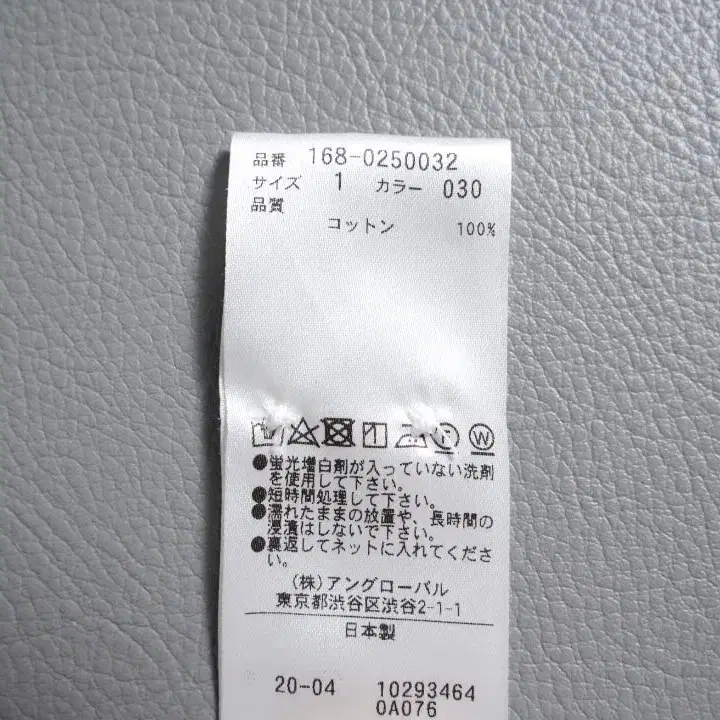 品番 168-0250032
サイズ 1 カラー 030
品質
コットン 100%
●蛍光増白剤が入っていない洗剤
を使用して下さい。
●短時間処理して下さい。
●濡れたままの放置や、長時間の
浸漬はしないで下さい。
●裏返してネットに入れてくださ
い。
(株)アングローバル
東京都渋谷区渋谷2-1-1
日本製
20-04 10293464
0A076